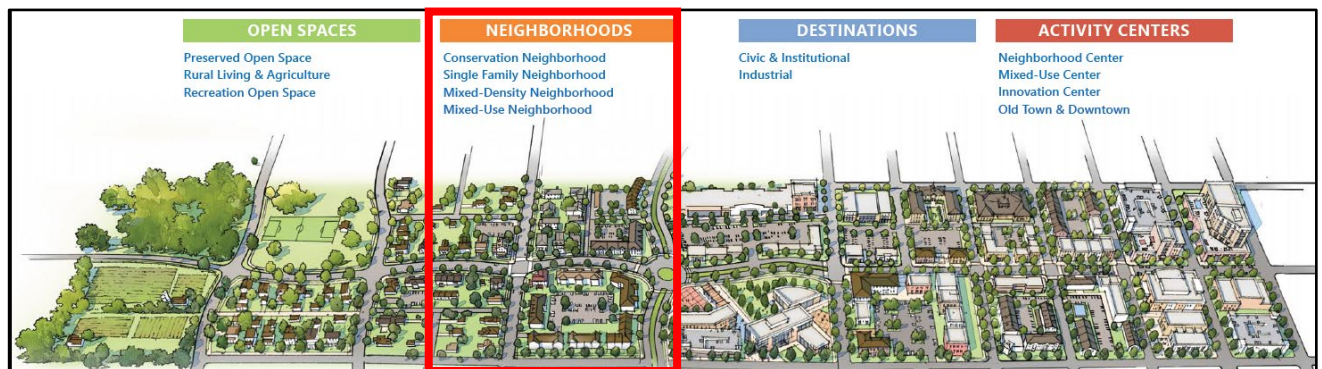 OPEN SPACES
Preserved Open Space
Rural Living & Agriculture
Recreation Open Space
NEIGHBORHOODS
Conservation Neighborhood
Single Family Neighborhood
Mixed-Density Neighborhood
Mixed-Use Neighborhood
DESTINATIONS
Civic & Institutional
Industrial
ACTIVITY CENTERS
Neighborhood Center
Mixed-Use Center
Innovation Center
Old Town & Downtown